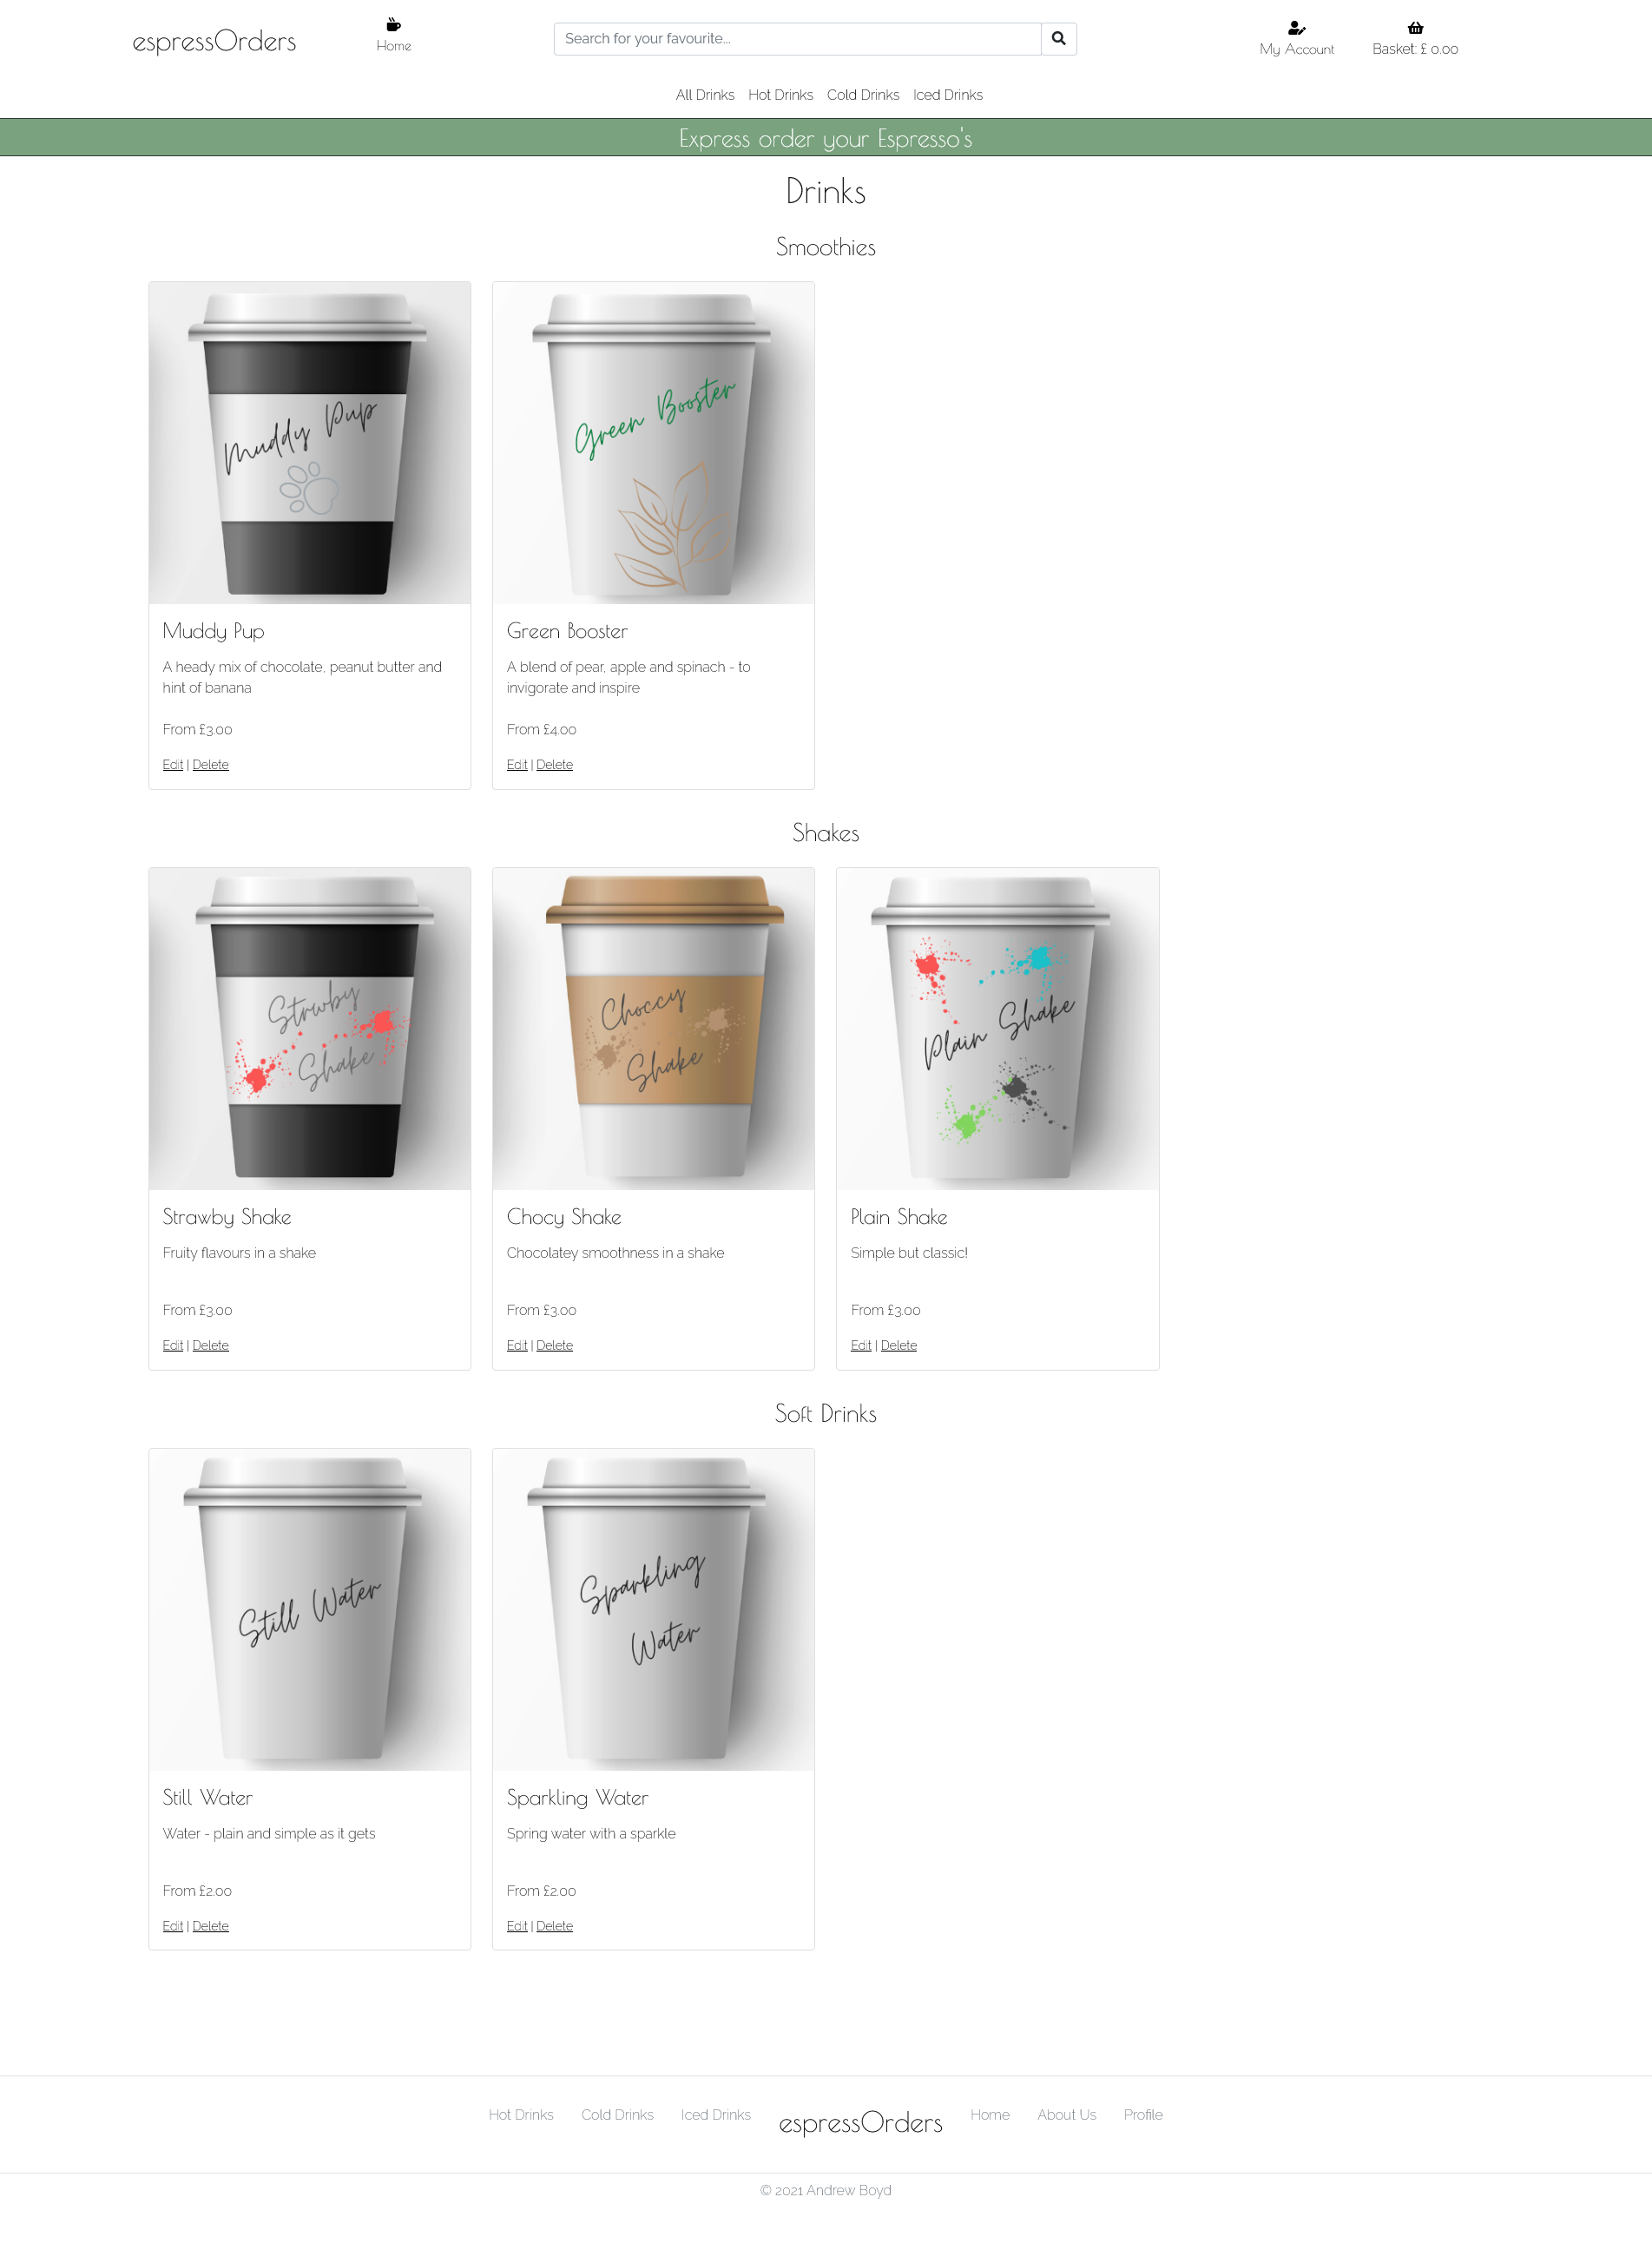 espressOrders
Home
Search for your favourite...
My Account
Basket: £ 0.00
All Drinks Hot Drinks Cold Drinks Iced Drinks
Express order your Espresso's
Drinks
Smoothies
Muddy Pup
Green Booster
Muddy Pup
A heady mix of chocolate, peanut butter and
hint of banana
From £3.00
Edit | Delete
Green Booster
A blend of pear, apple and spinach - to
invigorate and inspire
From £4.00
Edit | Delete
Shakes
Strwby
Shake
Choccy
Shake
Plain Shake
Strawby Shake
Fruity flavours in a shake
From £3.00
Edit | Delete
Chocy Shake
Chocolatey smoothness in a shake
From £3.00
Edit | Delete
Plain Shake
Simple but classic!
From £3.00
Edit | Delete
Soft Drinks
Still Water
Sparkling
Water
Still Water
Water - plain and simple as it gets
From £2.00
Edit | Delete
Sparkling Water
Spring water with a sparkle
From £2.00
Edit | Delete
Hot Drinks Cold Drinks Iced Drinks espressOrders Home About Us Profile
© 2021 Andrew Boyd